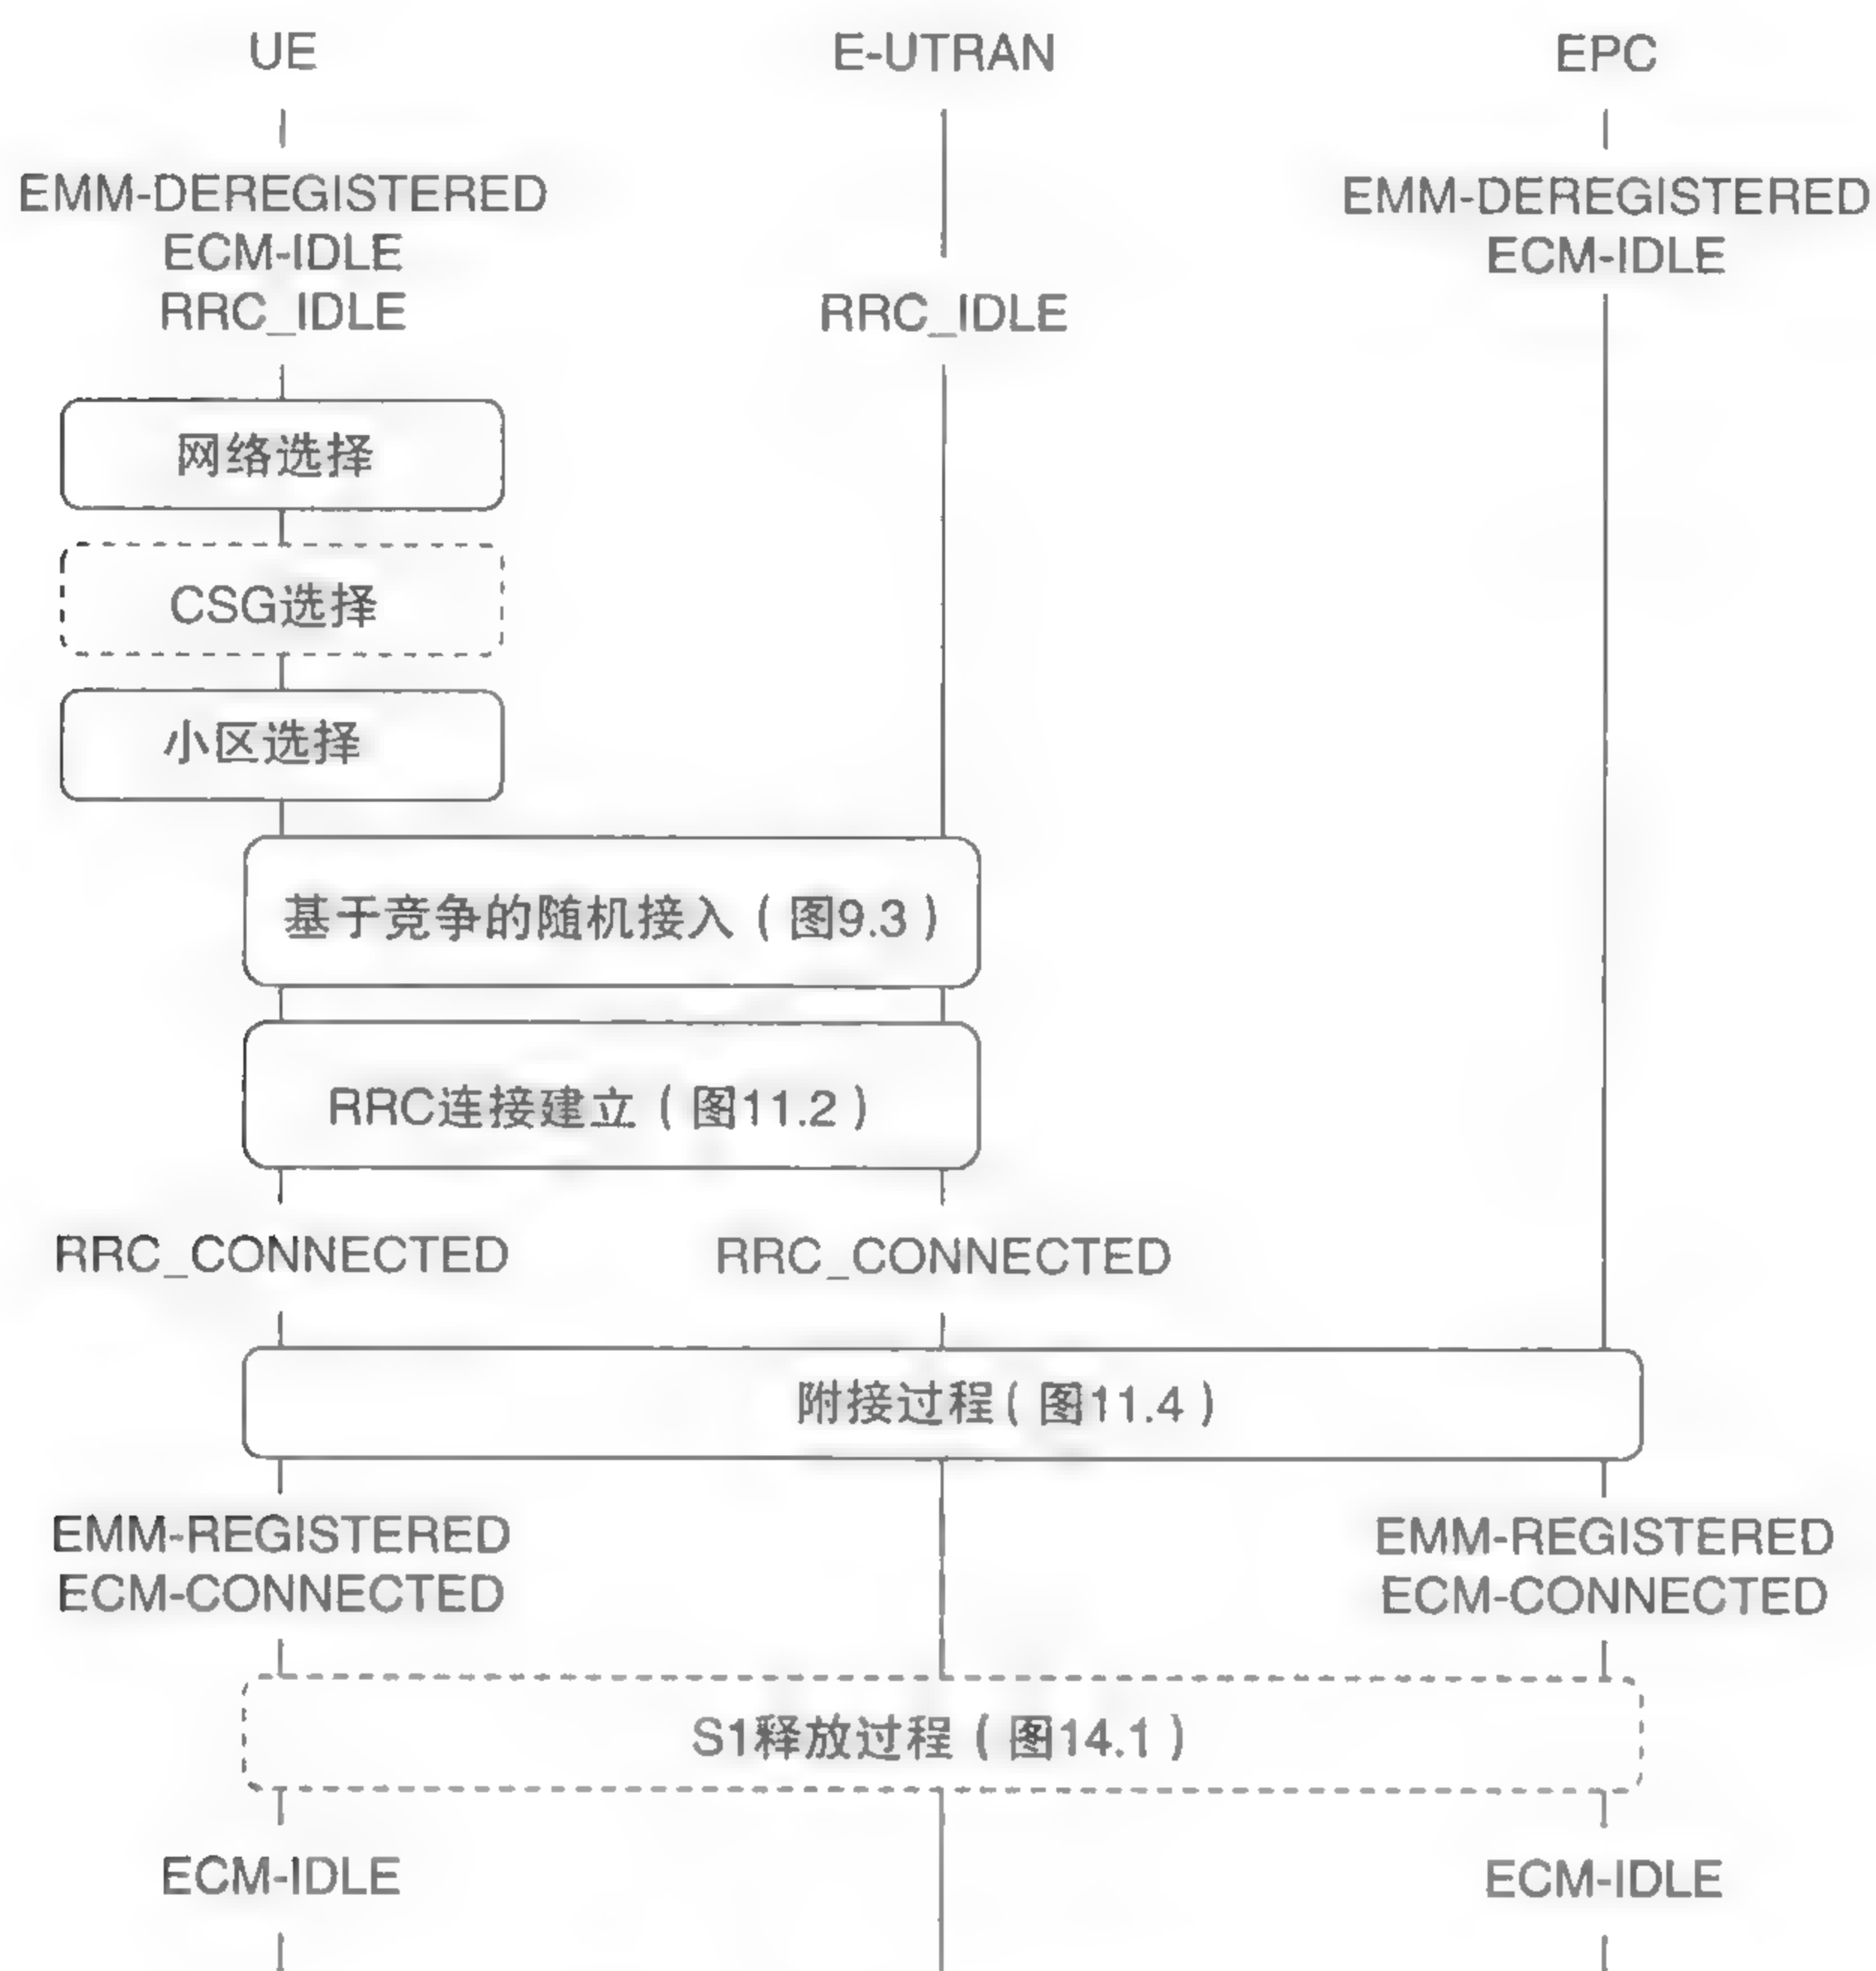 UE
E-UTRAN
EPC
EMM-DEREGISTERED
ECM-IDLE
RRC_IDLE
RRC_IDLE
EMM-DEREGISTERED
ECM-IDLE
网络选择
CSG选择
小区选择
基于竞争的随机接入（图9.3）
RRC连接建立（图11.2）
RRC_CONNECTED
RRC_CONNECTED
附接过程（图11.4）
EMM-REGISTERED
ECM-CONNECTED
EMM-REGISTERED
ECM-CONNECTED
S1释放过程（图14.1）
ECM-IDLE
ECM-IDLE